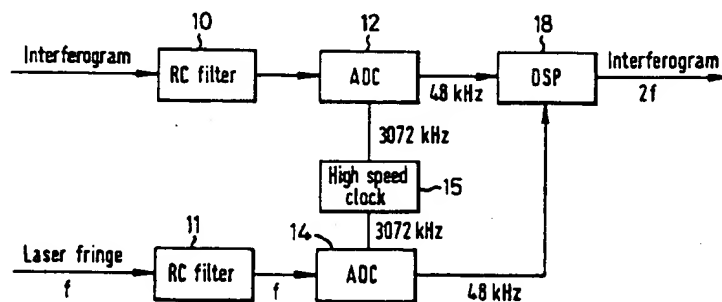 10
12
18
Interferogram
RC filter
ADC
48 kHz
DSP
Interferogram
2f
3072 kHz
High speed
clock
15
11
14
3072 kHz
Laser fringe
f
RC filter
f
ADC
48 kHz